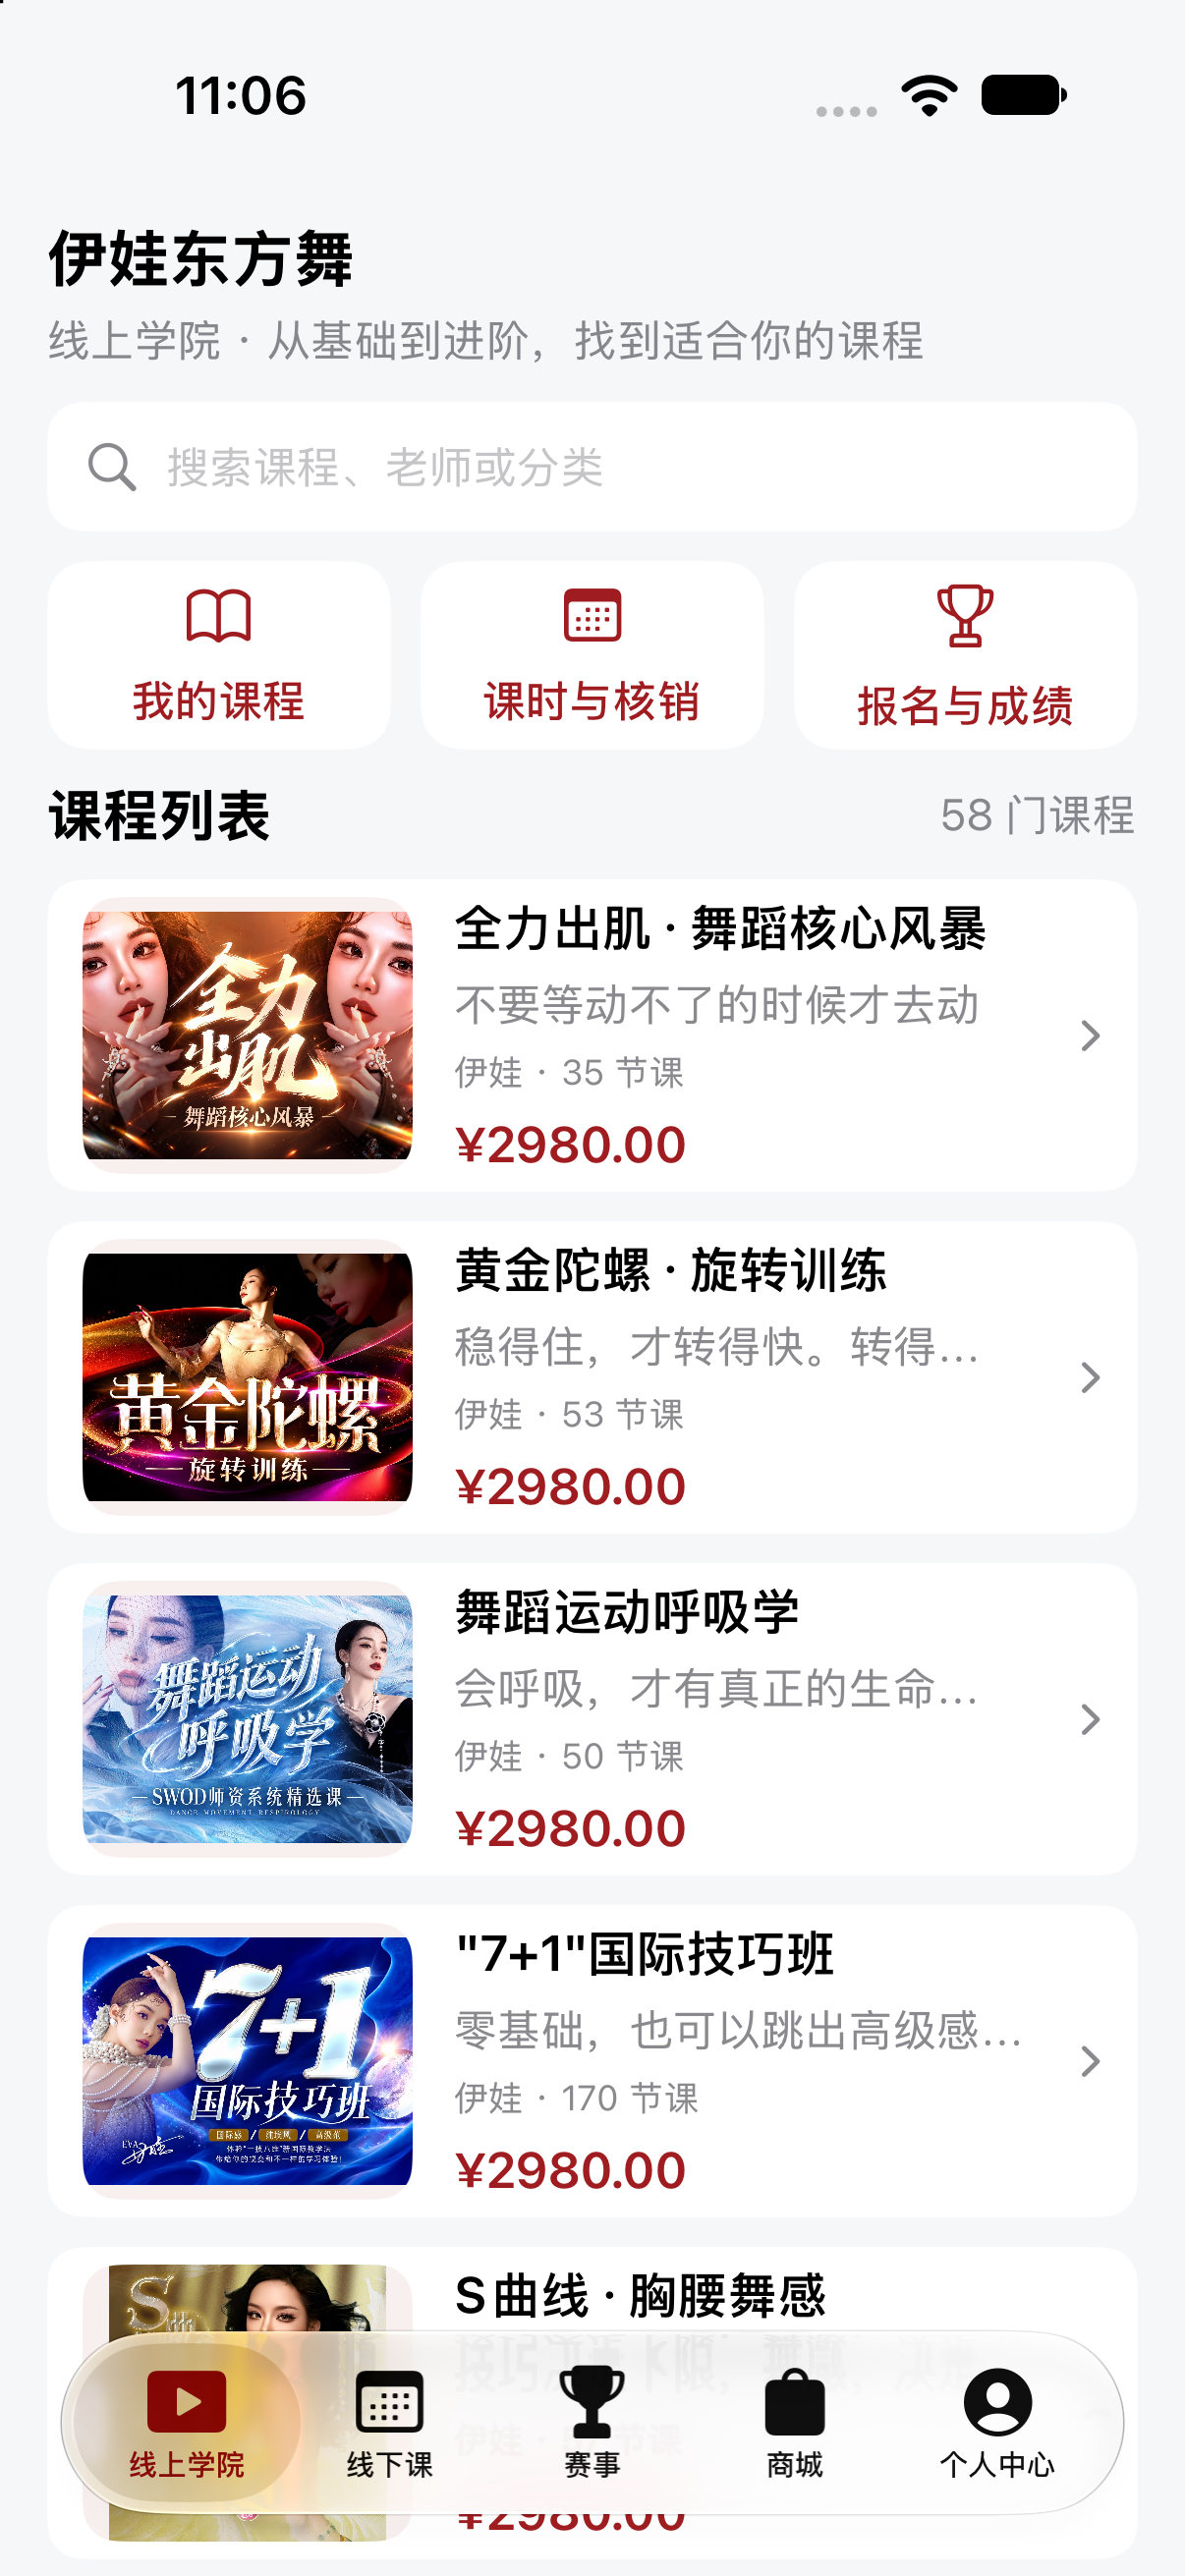 11:06
伊娃东方舞
线上学院 · 从基础到进阶，找到适合你的课程
搜索课程、老师或分类
我的课程
课时与核销
报名与成绩
课程列表
58 门课程
全力
出肌
舞蹈核心风暴
全力出肌 · 舞蹈核心风暴
不要等动不了的时候才去动
伊娃 · 35 节课
¥2980.00
黄金陀螺
旋转训练
黄金陀螺 · 旋转训练
稳得住，才转得快。转得...
伊娃 · 53 节课
¥2980.00
舞蹈运动
呼吸学
SWOD师资系统精选课
DANCE MOVEMENT RESPIROLOGY
舞蹈运动呼吸学
会呼吸，才有真正的生命...
伊娃 · 50 节课
¥2980.00
7+1
国际技巧班
"7+1"国际技巧班
零基础，也可以跳出高级感...
伊娃 · 170 节课
¥2980.00
S
S曲线 · 胸腰舞感
伊娃
节课
¥2980.00
线上学院
线下课
赛事
商城
个人中心